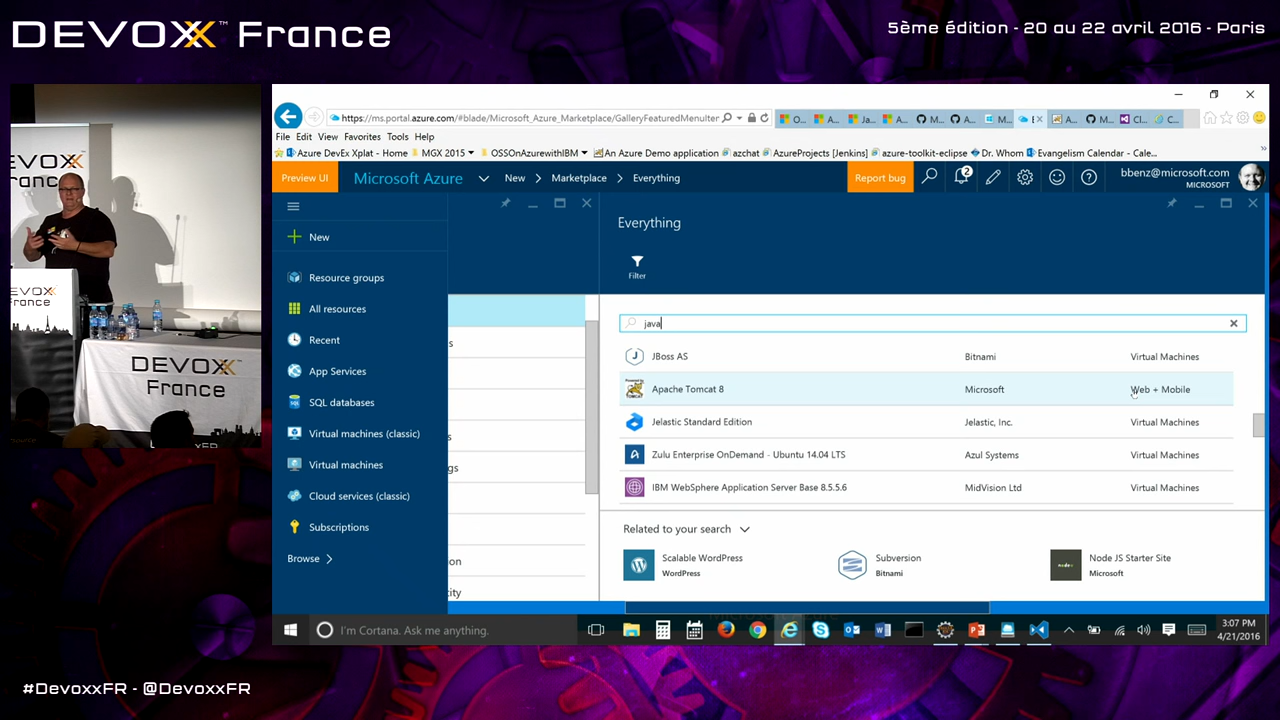 DEVOXX™ France
5ème édition - 20 au 22 avril 2016 - Paris
DEVOXX
France
DEVOXX
France
https://ms.portal.azure.com/#blade/Microsoft_Azure_Marketplace/GalleryFeaturedMenuIter
File Edit View Favorites Tools Help
Azure DevEx Xplat - Home MGX 2015 OSSOnAzurewithIBM An Azure Demo application azchat AzureProjects [Jenkins] azure-toolkit-eclipse Dr. Whom Evangelism Calendar - Cale...
Preview UI Microsoft Azure New Marketplace Everything Report bug 2 bbenz@microsoft.com
MICROSOFT
New
Resource groups
All resources
Recent
App Services
SQL databases
Virtual machines (classic)
Virtual machines
Cloud services (classic)
Subscriptions
Browse
Everything
Filter
java
JBoss AS Bitnami Virtual Machines
Apache Tomcat 8 Microsoft Web + Mobile
Jelastic Standard Edition Jelastic, Inc. Virtual Machines
Zulu Enterprise OnDemand - Ubuntu 14.04 LTS Azul Systems Virtual Machines
IBM WebSphere Application Server Base 8.5.5.6 MidVision Ltd Virtual Machines
Related to your search
Scalable WordPress
WordPress
Subversion
Bitnami
Node JS Starter Site
Microsoft
I'm Cortana. Ask me anything.
3:07 PM
4/21/2016
DEVOXX
France
#DevoxxFR - @DevoxxFR